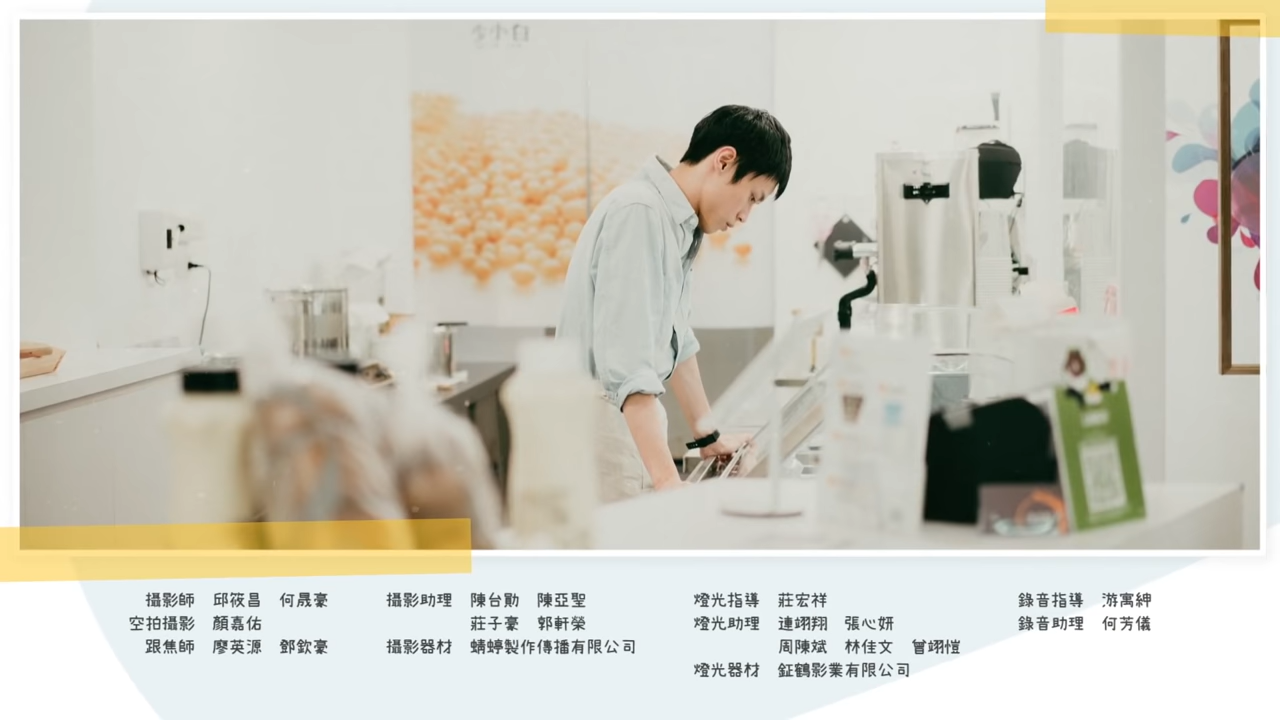 李小白
攝影師 邱筱昌 何晟豪
空拍攝影 顏嘉佑
跟焦師 廖英源 鄧欽豪
攝影助理 陳台勛 陳亞聖
莊子豪 郭軒榮
攝影器材 蜻蜓製作傳播有限公司
燈光指導 莊宏祥
燈光助理 連翊翔 張心妍
周陳斌 林佳文 曾翊愷
燈光器材 鉦鶴影業有限公司
錄音指導 游寓紳
錄音助理 何芳儀